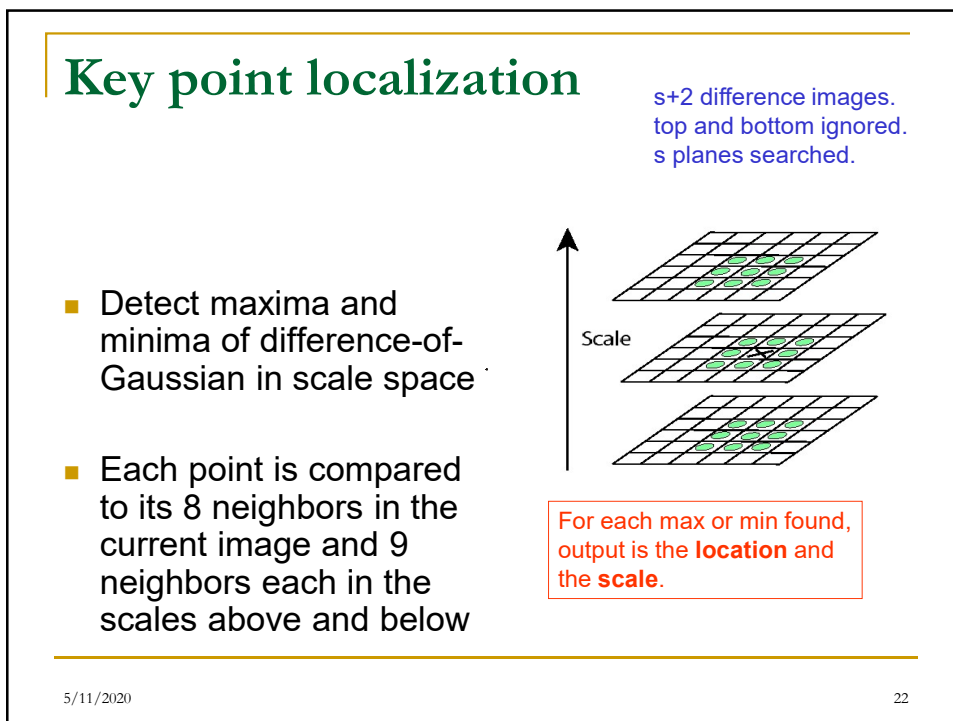 Key point localization
s+2 difference images.
top and bottom ignored.
s planes searched.
Detect maxima and
minima of difference-of-
Gaussian in scale space
Each point is compared
to its 8 neighbors in the
current image and 9
neighbors each in the
scales above and below
Scale
For each max or min found,
output is the location and
the scale.
5/11/2020
22